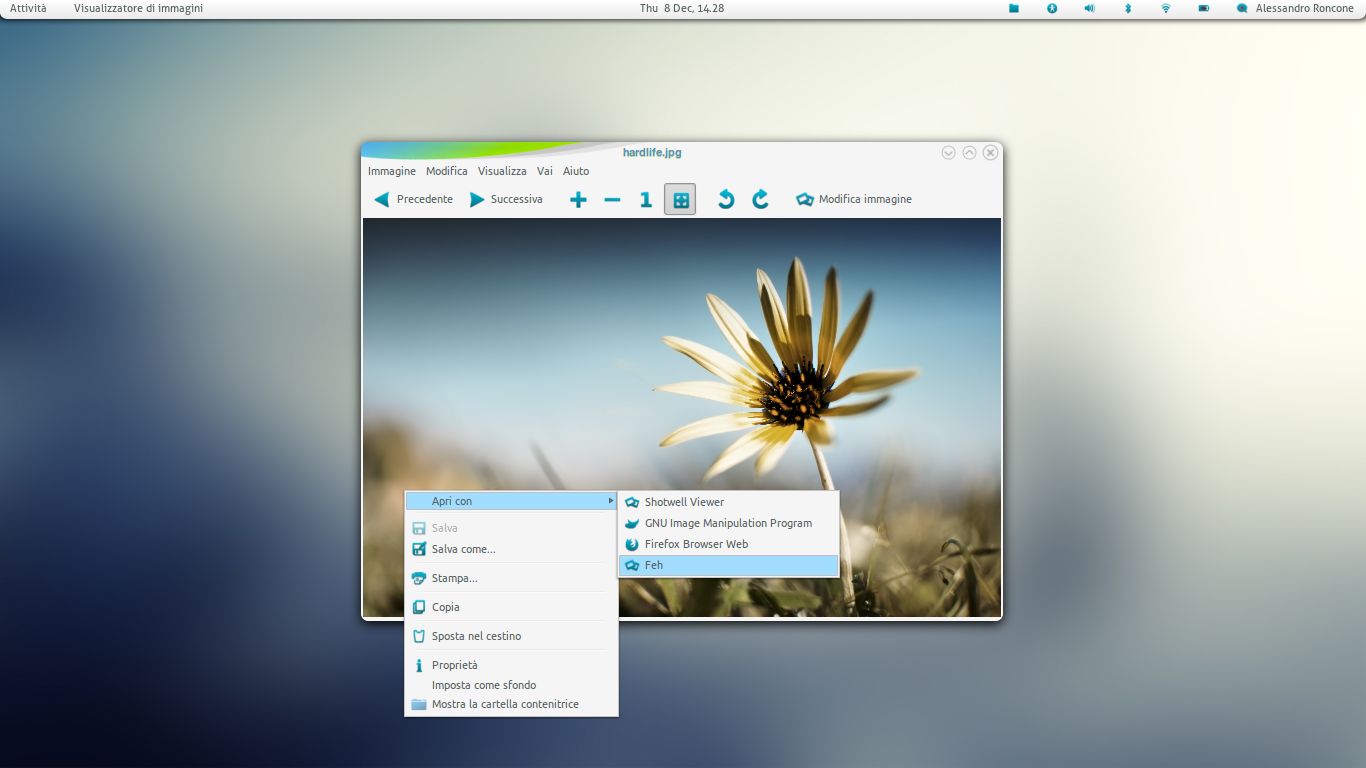 Attività Visualizzatore di immagini Thu 8 Dec, 14.28 Alessandro Roncone
hardlife.jpg
Immagine Modifica Visualizza Vai Aiuto
Precedente Successiva 1 Modifica immagine
Apri con
Salva
Salva come...
Stampa...
Copia
Sposta nel cestino
Proprietà
Imposta come sfondo
Mostra la cartella contenitrice
Shotwell Viewer
GNU Image Manipulation Program
Firefox Browser Web
Feh